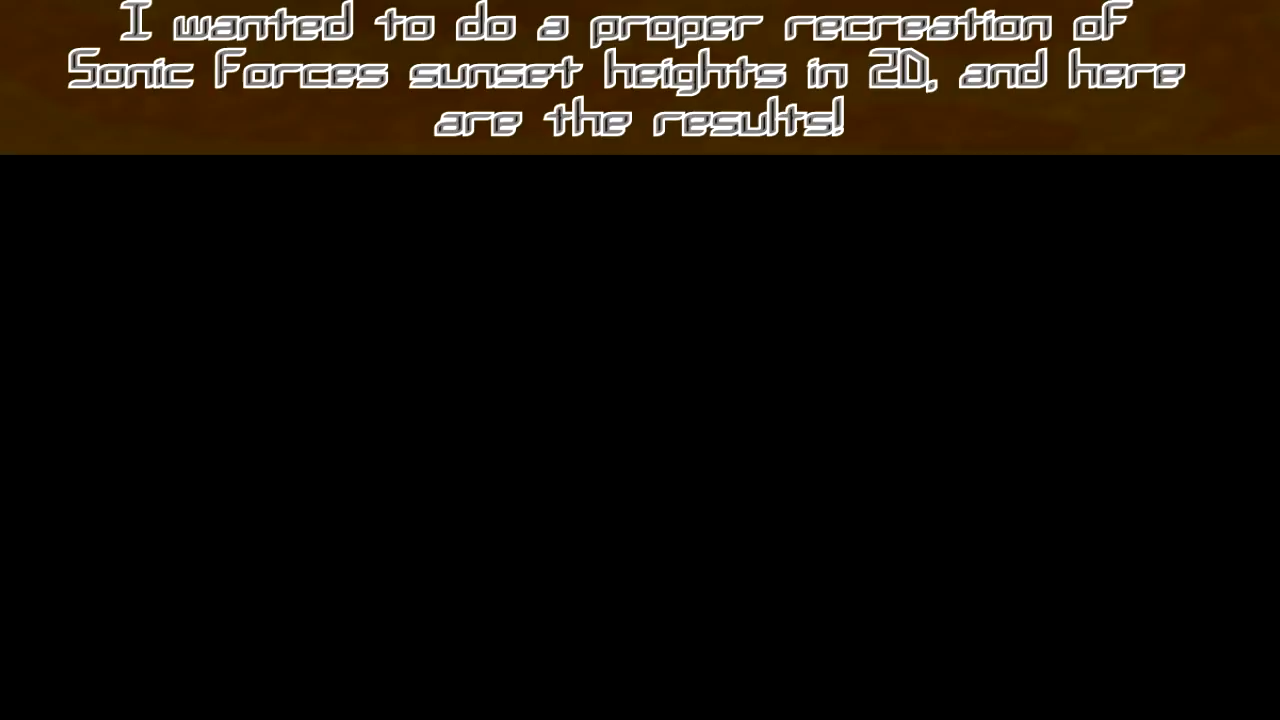 I wanted to do a proper recreation of
Sonic Forces sunset heights in 2D, and here
are the results!